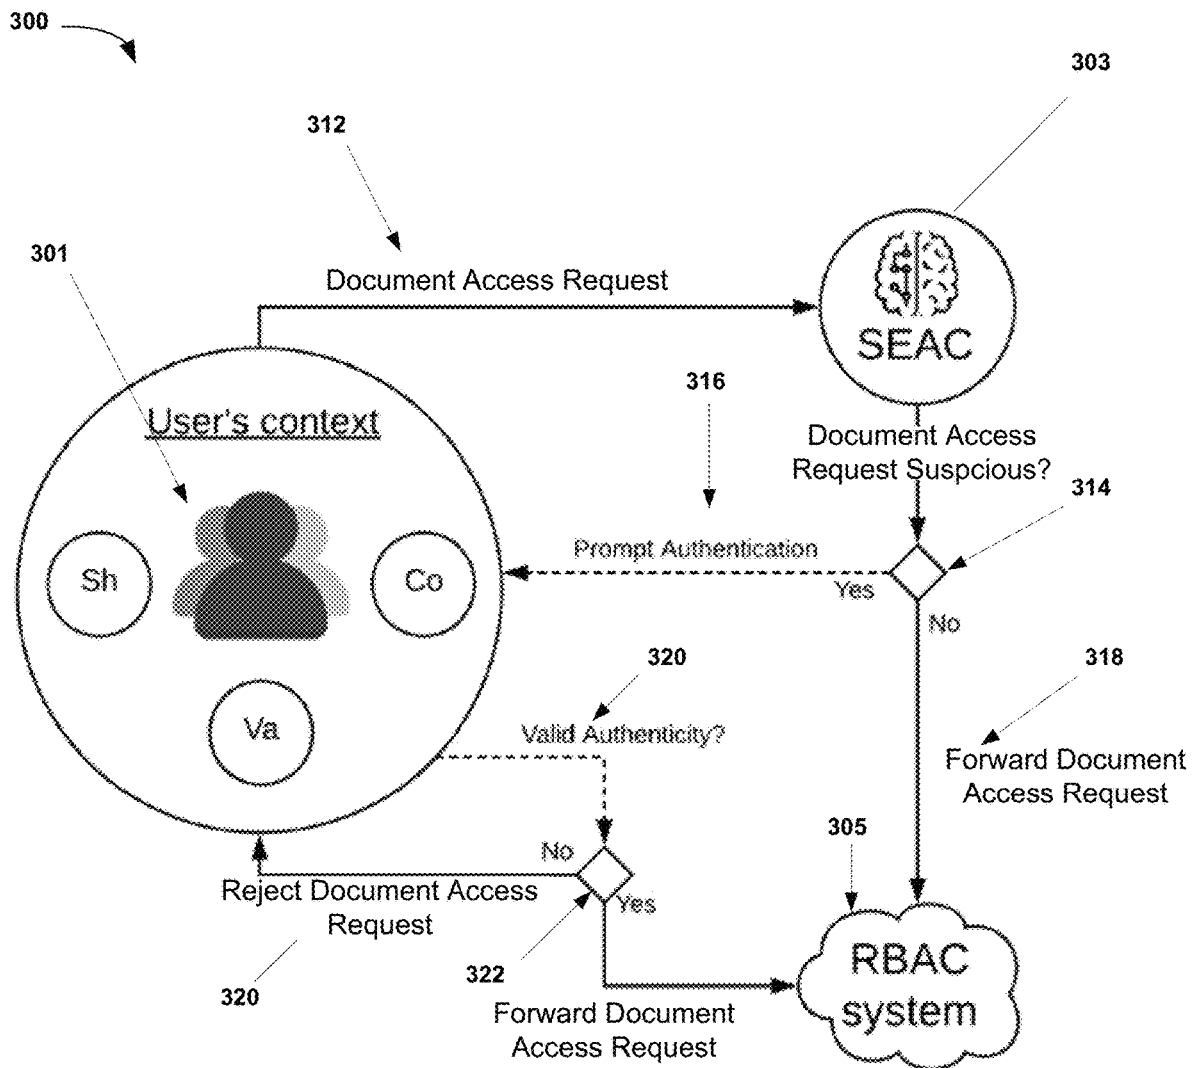 300
303
312
301
Document Access Request
SEAC
316
User's context
Document Access
Request Suspcious?
314
Prompt Authentication
Yes
Sh
Co
No
320
318
Va
Valid Authenticity?
Forward Document
Access Request
305
No
Reject Document Access
Request
Yes
322
320
RBAC
system
Forward Document
Access Request